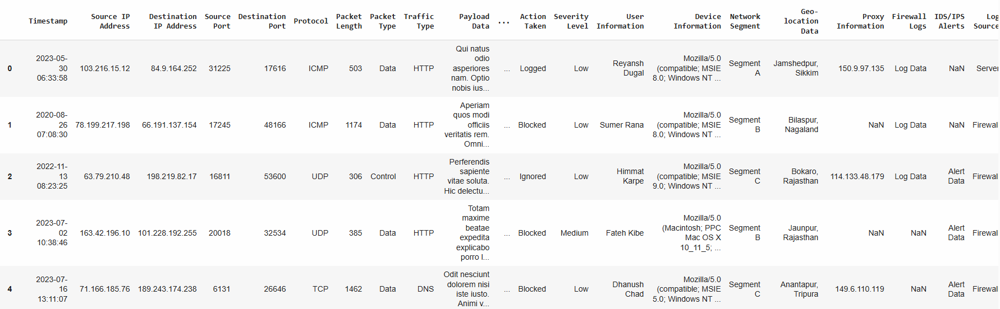 Timestamp Source IP Address Destination IP Address Source Port Destination Port Protocol Packet Length Packet Type Traffic Type Payload Data ... Action Taken Severity Level User Information Device Information Network Segment Geo-location Data Proxy Information Firewall Logs IDS/IPS Alerts Log Source
0 2023-05-30 06:33:58 103.216.15.12 84.9.164.252 31225 17616 ICMP 503 Data HTTP Qui natus odio asperiores nam. Optio nobis ius... ... Logged Low Reyansh Dugal Mozilla/5.0 (compatible; MSIE 8.0; Windows NT ... Segment A Jamshedpur, Sikkim 150.9.97.135 Log Data NaN Server
1 2020-08-26 07:08:30 78.199.217.198 66.191.137.154 17245 48166 ICMP 1174 Data HTTP Aperiam quos modi officiis veritatis rem. Omni... ... Blocked Low Sumer Rana Mozilla/5.0 (compatible; MSIE 8.0; Windows NT ... Segment B Bilaspur, Nagaland NaN Log Data NaN Firewal
2 2022-11-13 08:23:25 63.79.210.48 198.219.82.17 16811 53600 UDP 306 Control HTTP Perferendis sapiente vitae soluta. Hic delectu... ... Ignored Low Himmat Karpe Mozilla/5.0 (compatible; MSIE 9.0; Windows NT ... Segment C Bokaro, Rajasthan 114.133.48.179 Log Data Alert Data Firewal
3 2023-07-02 10:38:46 163.42.196.10 101.228.192.255 20018 32534 UDP 385 Data HTTP Totam maxime beatae expedita explicabo porro l... ... Blocked Medium Fateh Kibe Mozilla/5.0 (Macintosh; PPC Mac OS X 10_11_5; ... Segment B Jaunpur, Rajasthan NaN NaN Alert Data Firewal
4 2023-07-16 13:11:07 71.166.185.76 189.243.174.238 6131 26646 TCP 1462 Data DNS Odit nesciunt dolorem nisi iste iusto. Animi v... ... Blocked Low Dhanush Chad Mozilla/5.0 (compatible; MSIE 5.0; Windows NT ... Segment C Anantapur, Tripura 149.6.110.119 NaN Alert Data Firewal